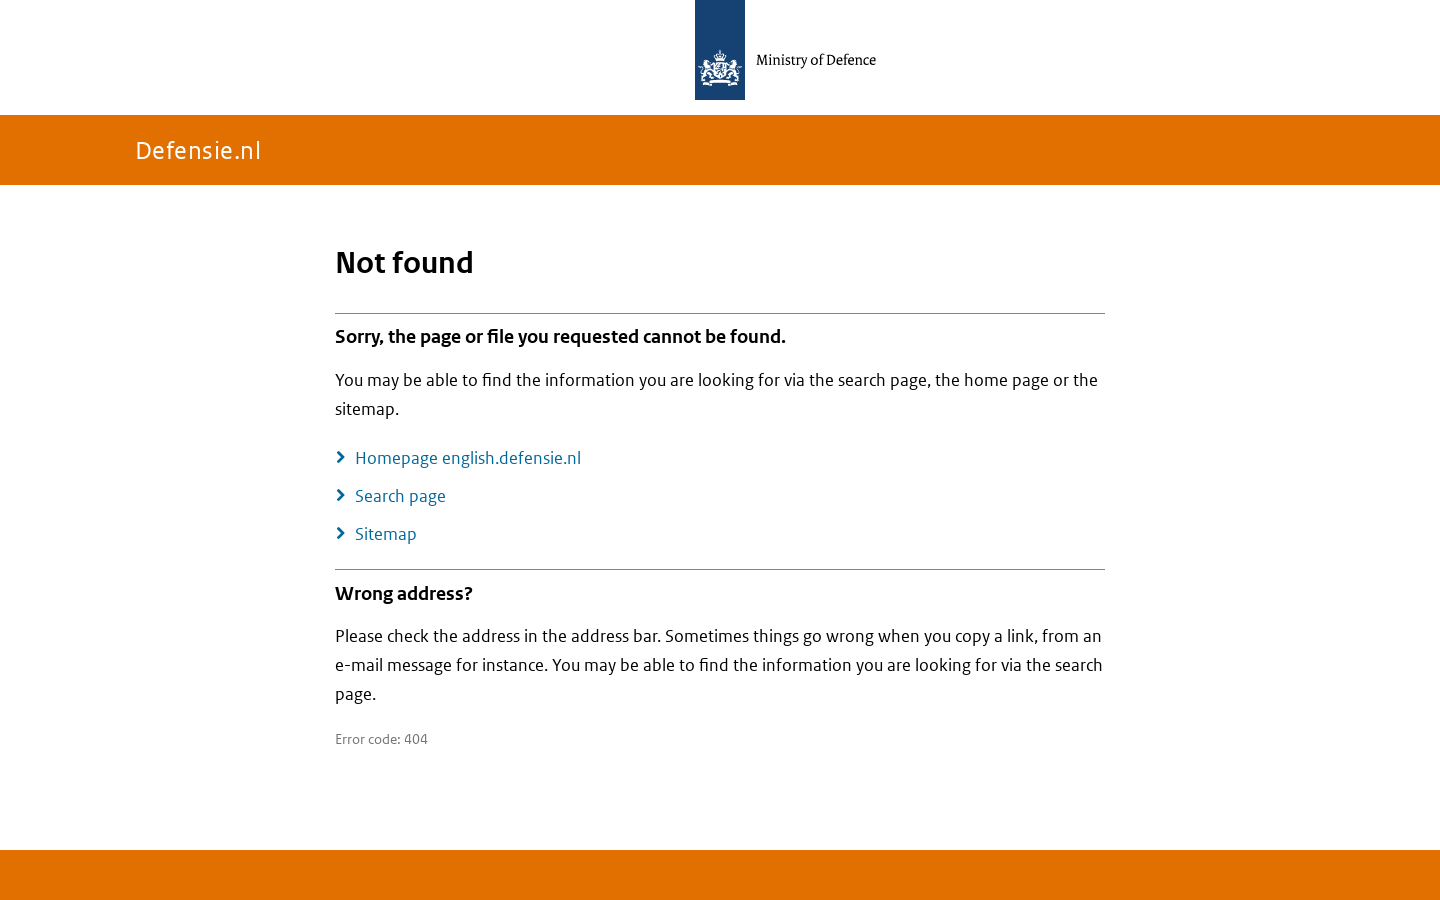 Ministry of Defence
Defensie.nl
Not found
Sorry, the page or file you requested cannot be found.
You may be able to find the information you are looking for via the search page, the home page or the
sitemap.
Homepage english.defensie.nl
Search page
Sitemap
Wrong address?
Please check the address in the address bar. Sometimes things go wrong when you copy a link, from an
e-mail message for instance. You may be able to find the information you are looking for via the search
page.
Error code: 404